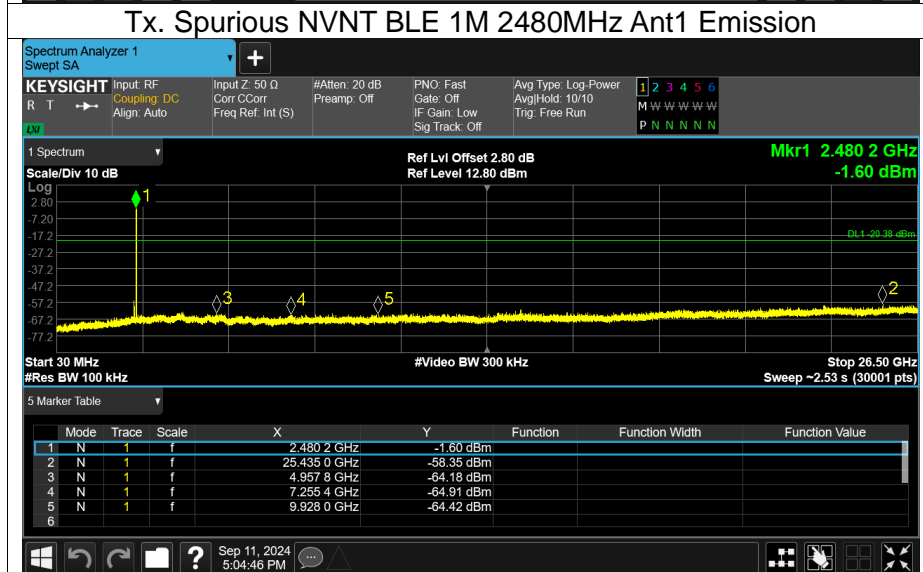 Tx. Spurious NVNT BLE 1M 2480MHz Ant1 Emission
Spectrum Analyzer 1
Swept SA
+
KEYSIGHT
R T
LXI
Input: RF
Coupling: DC
Align: Auto
Input Z: 50 Ω
Corr CCorr
Freq Ref: Int (S)
#Atten: 20 dB
Preamp: Off
PNO: Fast
Gate: Off
IF Gain: Low
Sig Track: Off
Avg Type: Log-Power
Avg|Hold: 10/10
Trig: Free Run
1 2 3 4 5 6
M W W W W W
P N N N N N
1 Spectrum
Scale/Div 10 dB
Ref Lvl Offset 2.80 dB
Ref Level 12.80 dBm
Mkr1 2.480 2 GHz
-1.60 dBm
Log
2.80
-7.20
-17.2
-27.2
-37.2
-47.2
-57.2
-67.2
-77.2
1
DL1 -20.38 dBm
3
4
5
2
Start 30 MHz
#Res BW 100 kHz
#Video BW 300 kHz
Stop 26.50 GHz
Sweep ~2.53 s (30001 pts)
5 Marker Table
Mode Trace Scale X Y Function Function Width Function Value
1 N 1 f 2.480 2 GHz -1.60 dBm
2 N 1 f 25.435 0 GHz -58.35 dBm
3 N 1 f 4.957 8 GHz -64.18 dBm
4 N 1 f 7.255 4 GHz -64.91 dBm
5 N 1 f 9.928 0 GHz -64.42 dBm
6
?
Sep 11, 2024
5:04:46 PM